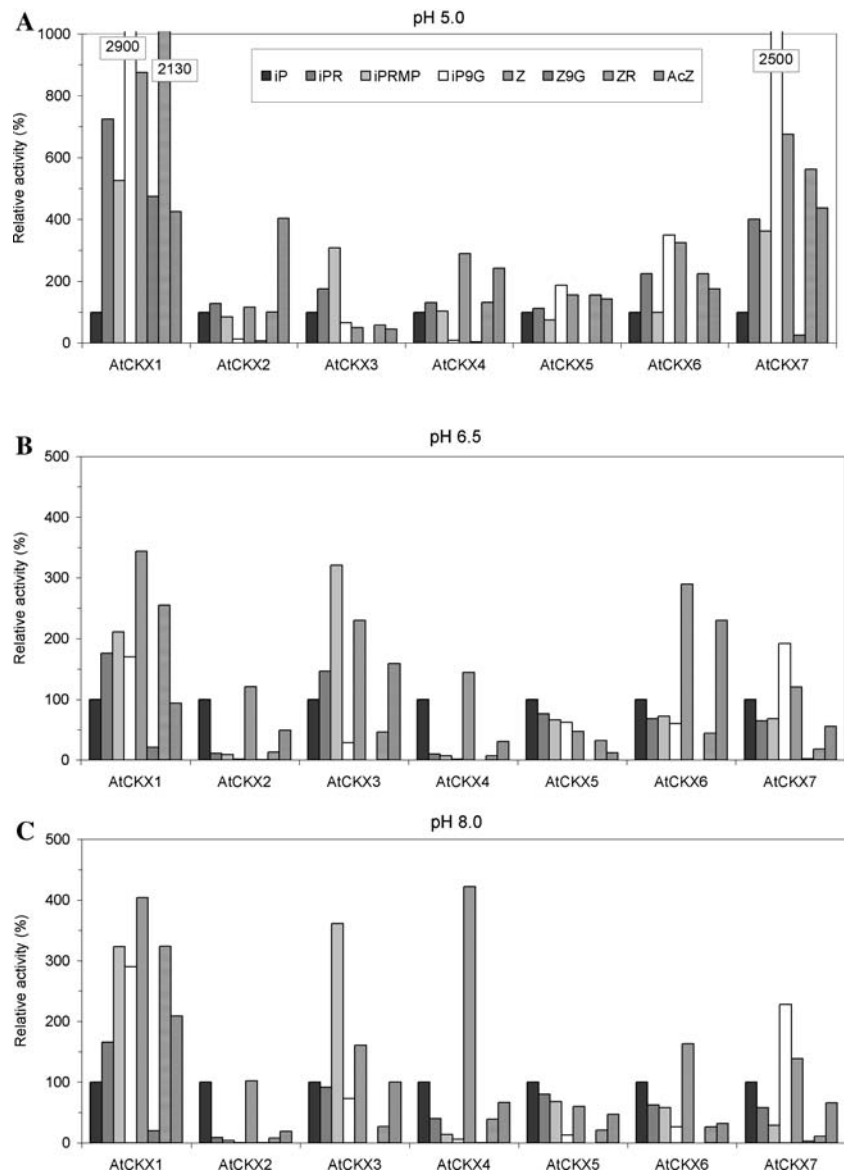 A
pH 5.0
2900
2130
2500
iP iPR iPRMP iP9G Z Z9G ZR AcZ
Relative activity (%)
1000
800
600
400
200
0
AtCKX1 AtCKX2 AtCKX3 AtCKX4 AtCKX5 AtCKX6 AtCKX7
B
pH 6.5
Relative activity (%)
500
400
300
200
100
0
AtCKX1 AtCKX2 AtCKX3 AtCKX4 AtCKX5 AtCKX6 AtCKX7
C
pH 8.0
Relative activity (%)
500
400
300
200
100
0
AtCKX1 AtCKX2 AtCKX3 AtCKX4 AtCKX5 AtCKX6 AtCKX7